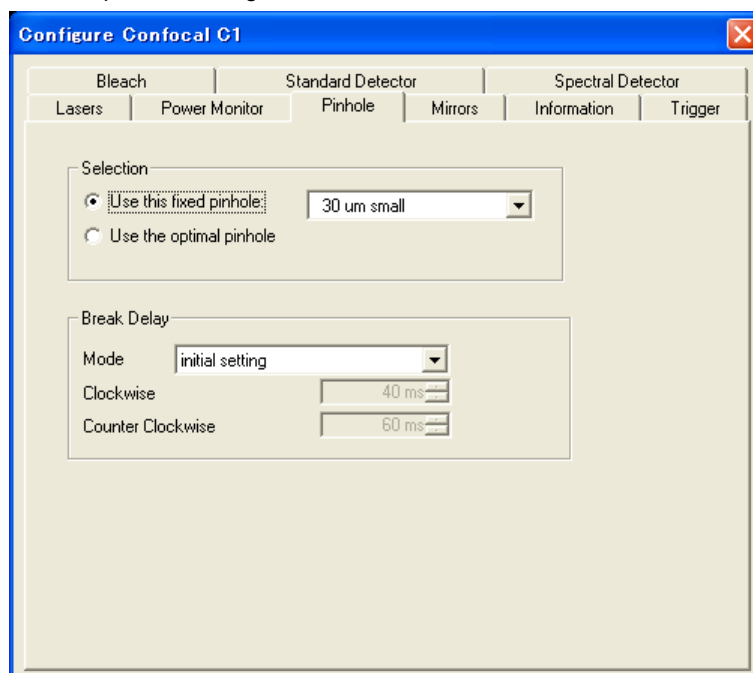 Configure Confocal C1
Bleach Standard Detector Spectral Detector
Lasers Power Monitor Pinhole Mirrors Information Trigger
Selection
Use this fixed pinhole: 30 um small
Use the optimal pinhole
Break Delay
Mode initial setting
Clockwise 40 ms
Counter Clockwise 60 ms